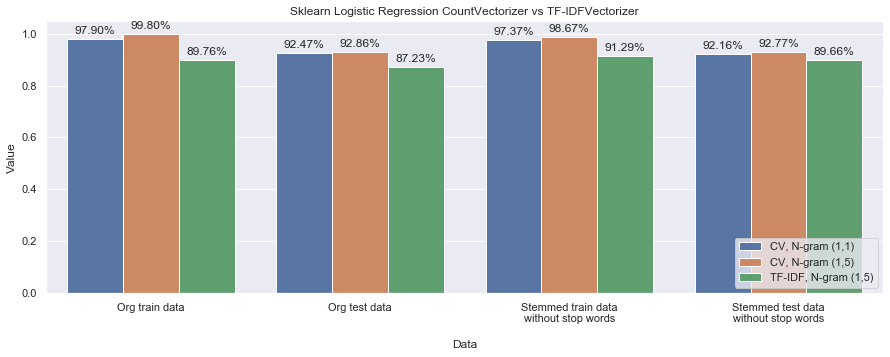 Sklearn Logistic Regression CountVectorizer vs TF-IDFVectorizer
1.0
0.8
0.6
0.4
0.2
0.0
Value
97.90%
99.80%
89.76%
92.47%
92.86%
87.23%
97.37%
98.67%
91.29%
92.16%
92.77%
89.66%
CV, N-gram (1,1)
CV, N-gram (1,5)
TF-IDF, N-gram (1,5)
Org train data
Org test data
Stemmed train data
without stop words
Stemmed test data
without stop words
Data